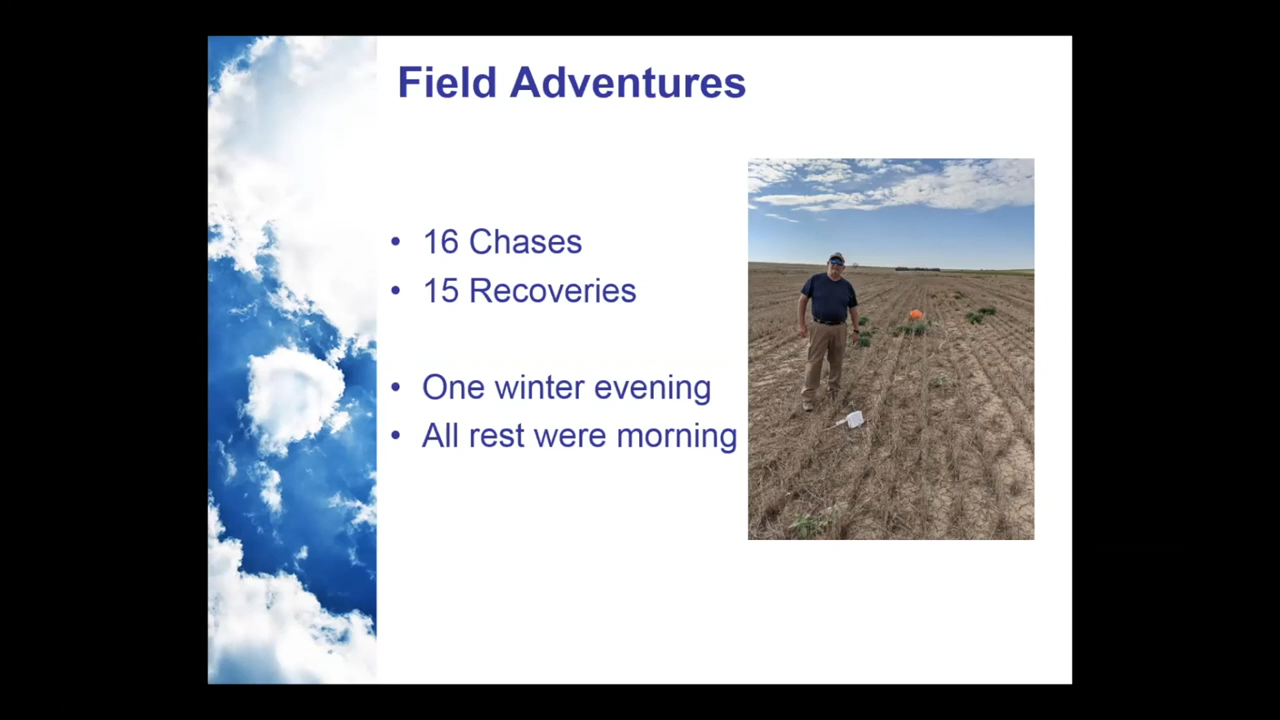 Field Adventures
• 16 Chases
• 15 Recoveries
• One winter evening
• All rest were morning